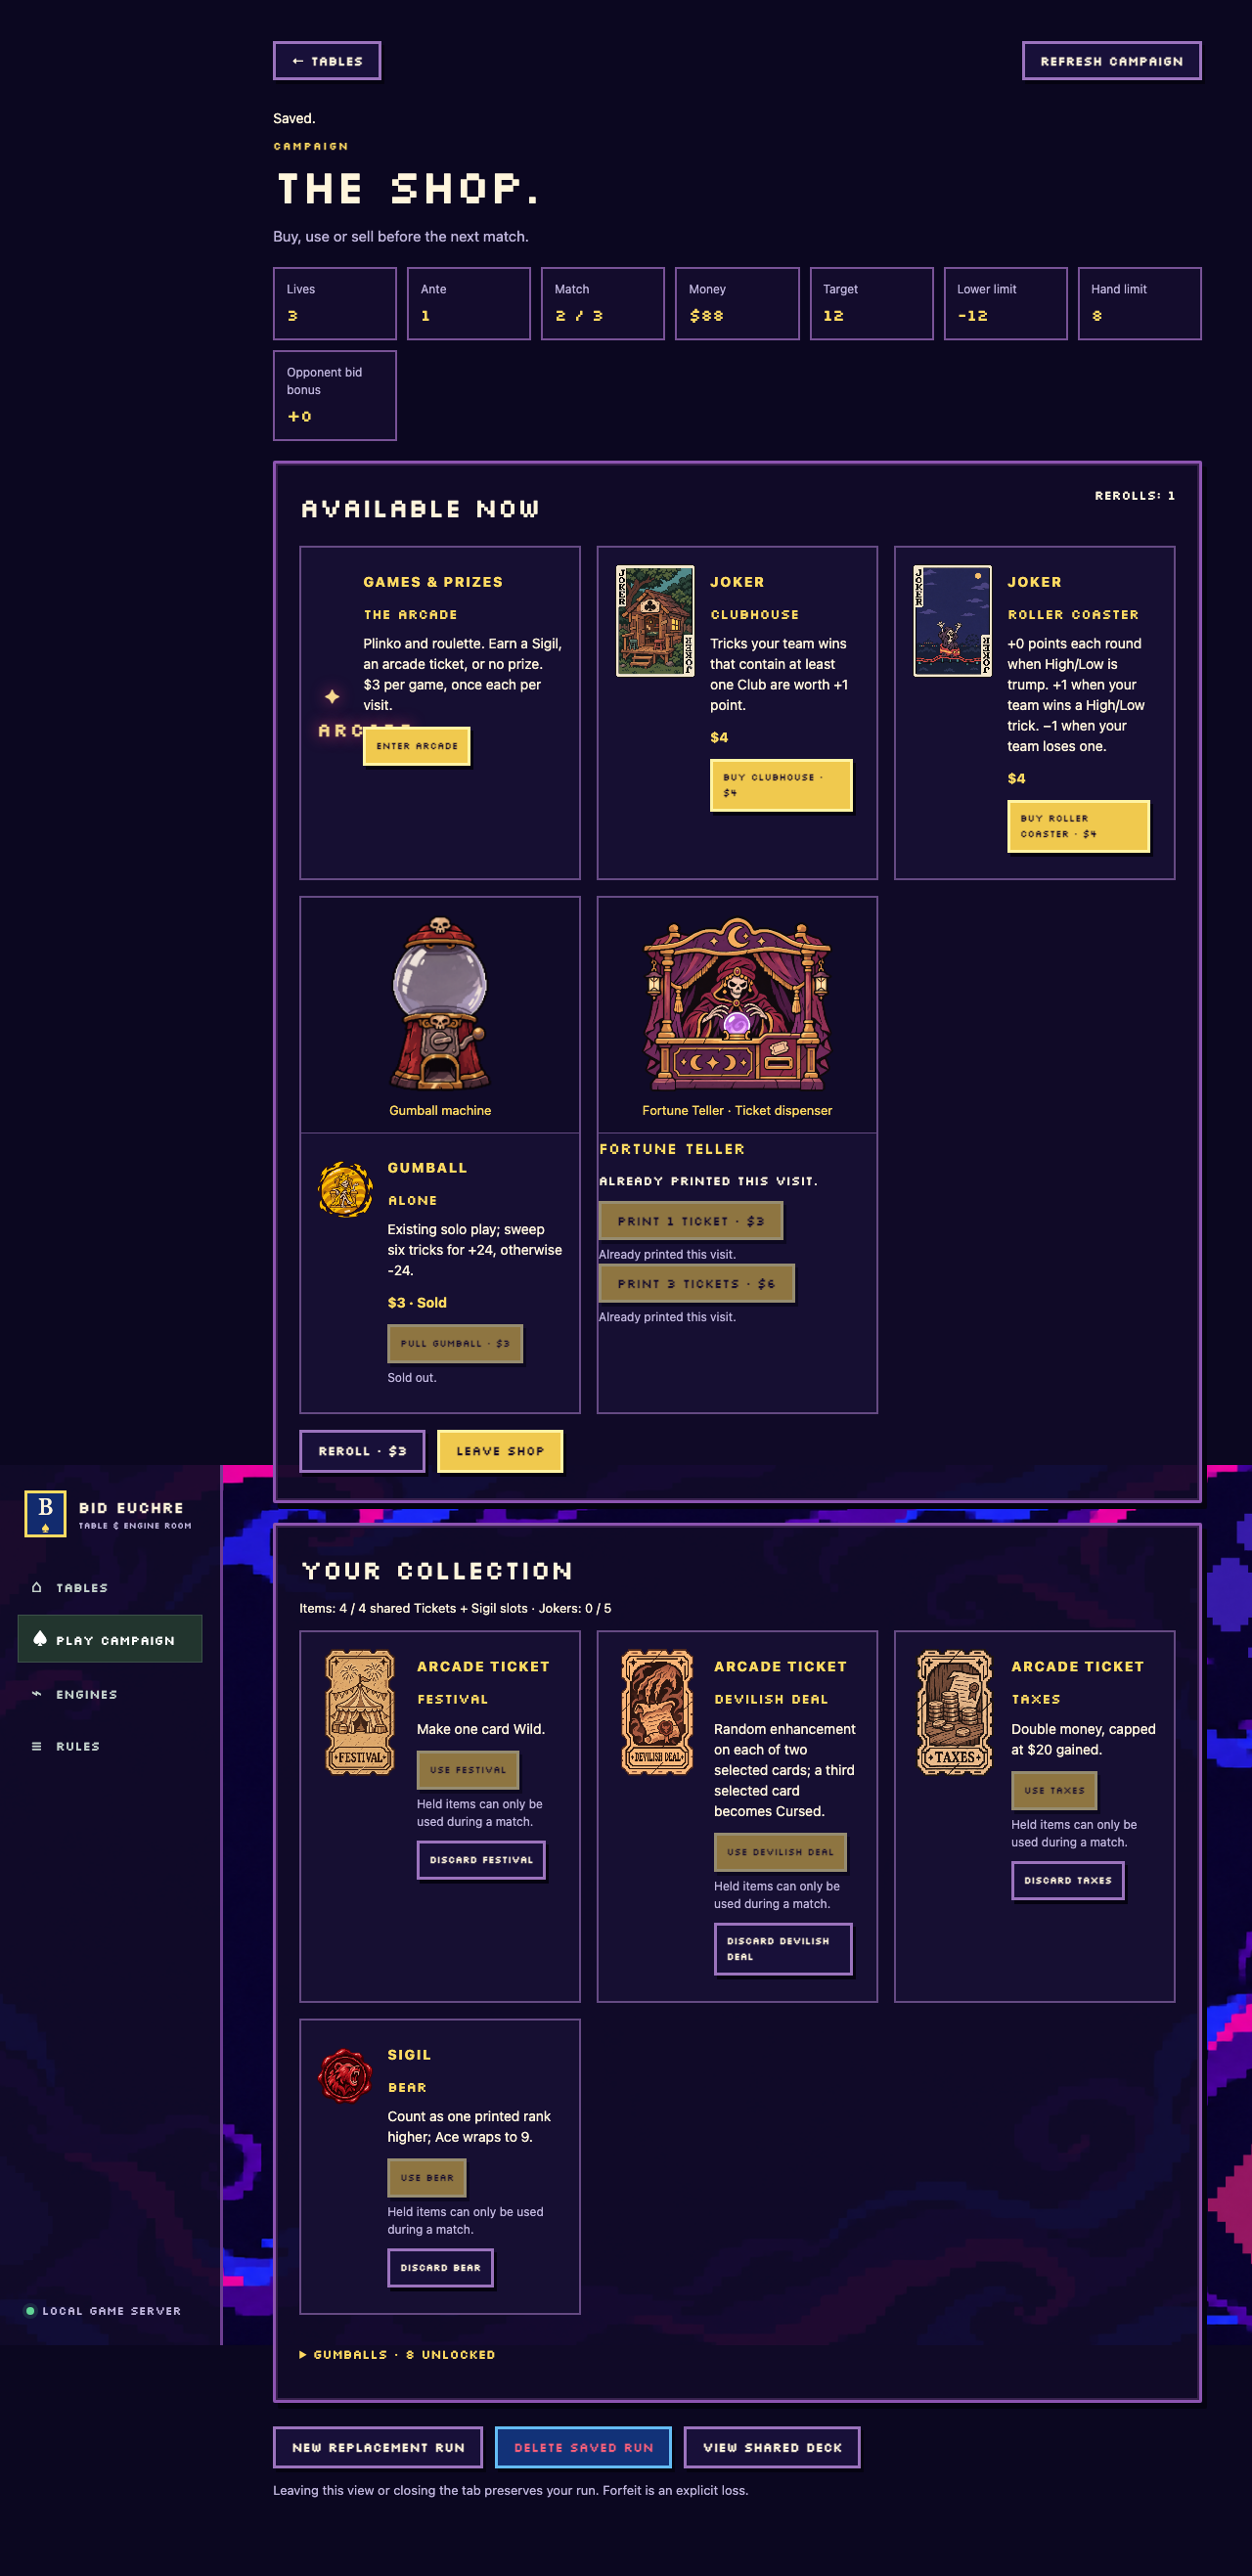 ← TABLES
REFRESH CAMPAIGN
Saved.
CAMPAIGN
THE SHOP.
Buy, use or sell before the next match.
Lives
3
Ante
1
Match
2 / 3
Money
$88
Target
12
Lower limit
-12
Hand limit
8
Opponent bid
bonus
+0
AVAILABLE NOW
REROLLS: 1
✦
ARCADE
GAMES & PRIZES
THE ARCADE
Plinko and roulette. Earn a Sigil,
an arcade ticket, or no prize.
$3 per game, once each per
visit.
ENTER ARCADE
JOKER
JOKER
JOKER
CLUBHOUSE
Tricks your team wins
that contain at least
one Club are worth +1
point.
$4
BUY CLUBHOUSE ·
$4
JOKER
JOKER
JOKER
ROLLER COASTER
+0 points each round
when High/Low is
trump. +1 when your
team wins a High/Low
trick. −1 when your
team loses one.
$4
BUY ROLLER
COASTER · $4
Gumball machine
GUMBALL
ALONE
Existing solo play; sweep
six tricks for +24, otherwise
-24.
$3 · Sold
PULL GUMBALL · $3
Sold out.
Fortune Teller · Ticket dispenser
FORTUNE TELLER
ALREADY PRINTED THIS VISIT.
PRINT 1 TICKET · $3
Already printed this visit.
PRINT 3 TICKETS · $6
Already printed this visit.
REROLL · $3
LEAVE SHOP
B
BID EUCHRE
TABLE & ENGINE ROOM
TABLES
PLAY CAMPAIGN
ENGINES
RULES
LOCAL GAME SERVER
YOUR COLLECTION
Items: 4 / 4 shared Tickets + Sigil slots · Jokers: 0 / 5
FESTIVAL
ARCADE TICKET
FESTIVAL
Make one card Wild.
USE FESTIVAL
Held items can only be
used during a match.
DISCARD FESTIVAL
DEVILISH DEAL
ARCADE TICKET
DEVILISH DEAL
Random enhancement
on each of two
selected cards; a third
selected card
becomes Cursed.
USE DEVILISH DEAL
Held items can only be
used during a match.
DISCARD DEVILISH
DEAL
TAXES
ARCADE TICKET
TAXES
Double money, capped
at $20 gained.
USE TAXES
Held items can only be
used during a match.
DISCARD TAXES
SIGIL
BEAR
Count as one printed rank
higher; Ace wraps to 9.
USE BEAR
Held items can only be used
during a match.
DISCARD BEAR
▶ GUMBALLS · 8 UNLOCKED
NEW REPLACEMENT RUN
DELETE SAVED RUN
VIEW SHARED DECK
Leaving this view or closing the tab preserves your run. Forfeit is an explicit loss.